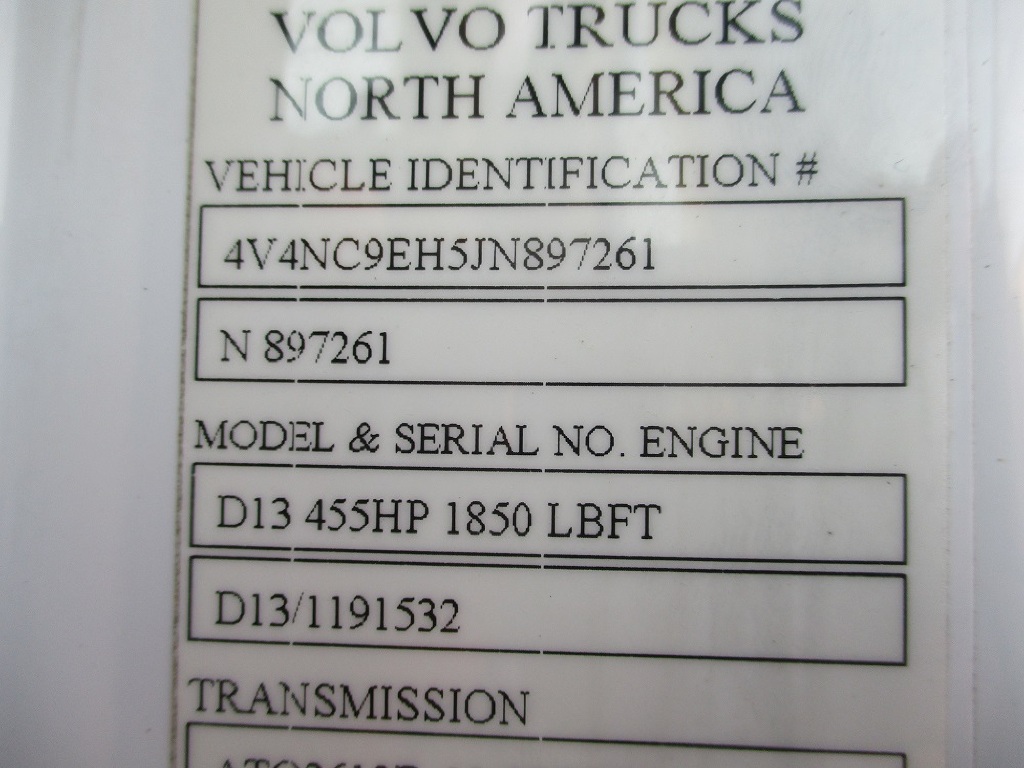 VOLVO TRUCKS
NORTH AMERICA
VEHICLE IDENTIFICATION #
4V4NC9EH5JN897261
N 897261
MODEL & SERIAL NO. ENGINE
D13 455HP 1850 LBFT
D13/1191532
TRANSMISSION